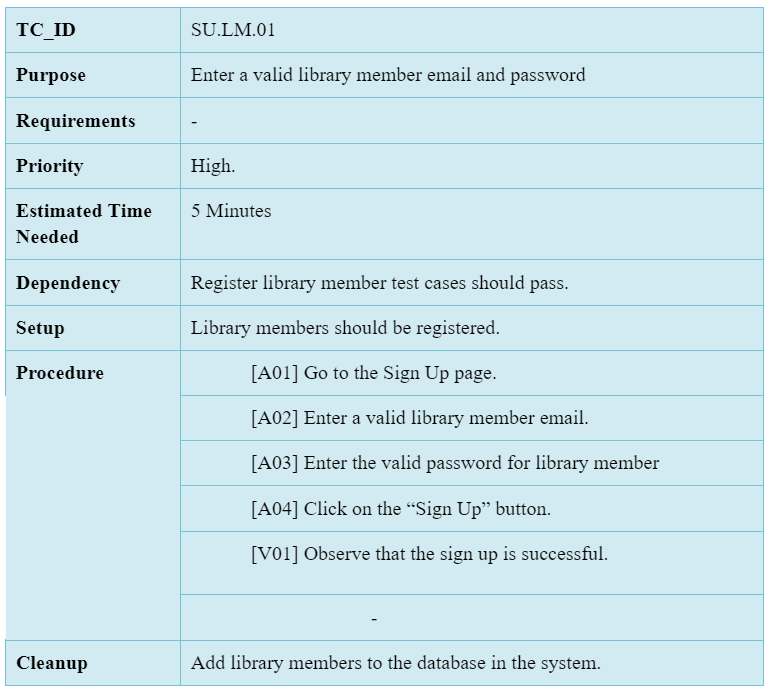 TC_ID
SU.LM.01
Purpose
Enter a valid library member email and password
Requirements
-
Priority
High.
Estimated Time
Needed
5 Minutes
Dependency
Register library member test cases should pass.
Setup
Library members should be registered.
Procedure
[A01] Go to the Sign Up page.
[A02] Enter a valid library member email.
[A03] Enter the valid password for library member
[A04] Click on the “Sign Up” button.
[V01] Observe that the sign up is successful.
-
Cleanup
Add library members to the database in the system.